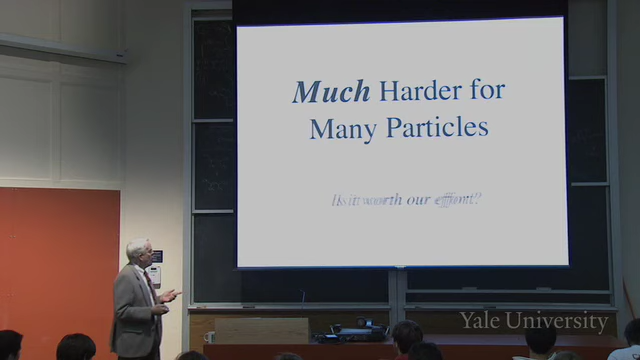 Much Harder for
Many Particles
Is it worth our effort?
Yale University